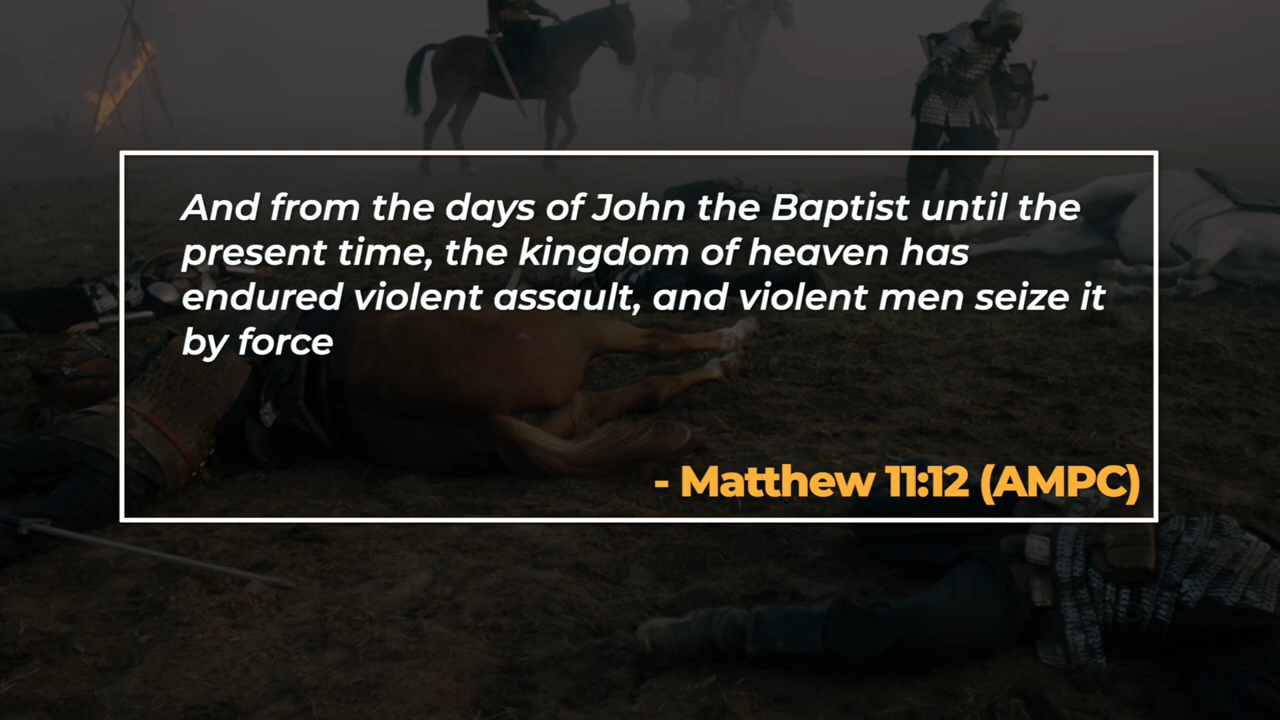 And from the days of John the Baptist until the
present time, the kingdom of heaven has
endured violent assault, and violent men seize it
by force
- Matthew 11:12 (AMPC)